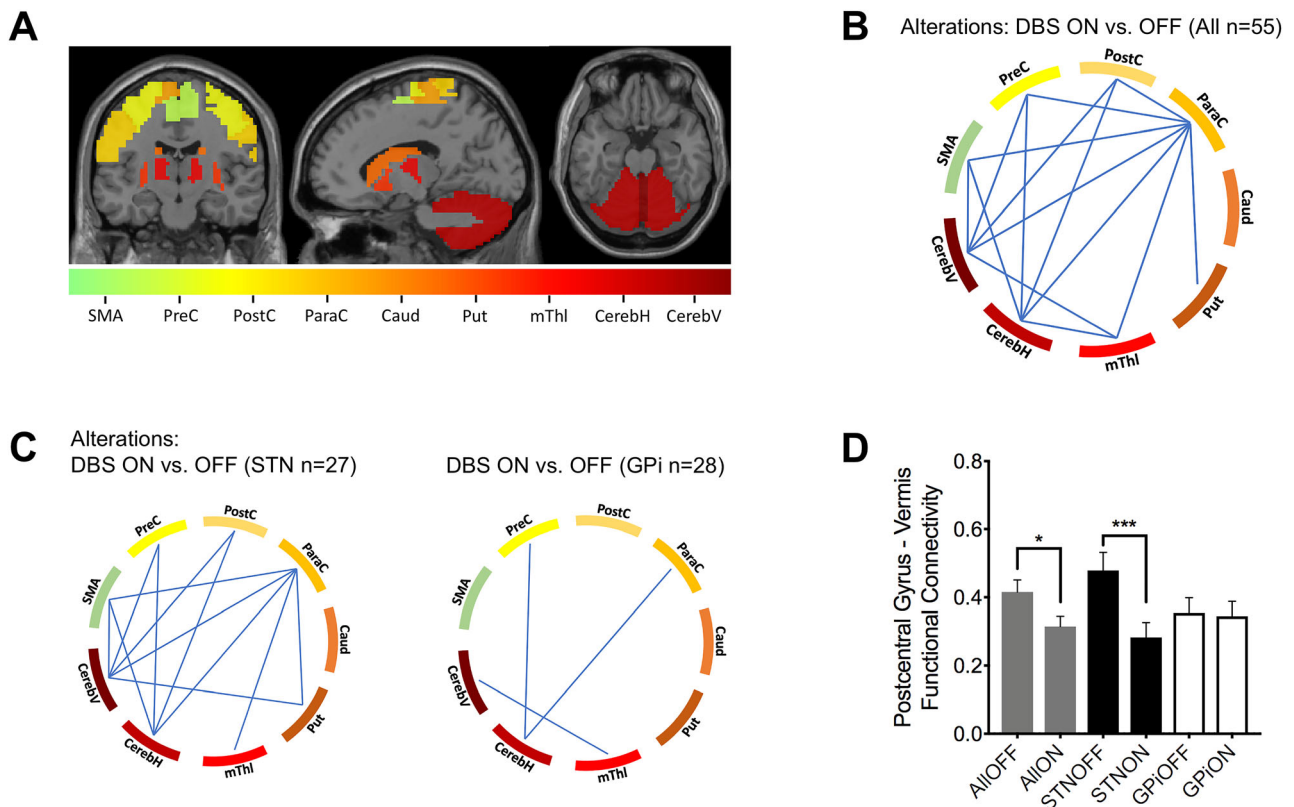 A
SMA PreC PostC ParaC Caud Put mThl CerebH CerebV
B
Alterations: DBS ON vs. OFF (All n=55)
PreC
PostC
ParaC
Caud
Put
mThl
CerebH
CerebV
SMA
C
Alterations:
DBS ON vs. OFF (STN n=27)
PreC
PostC
ParaC
Caud
Put
mThl
CerebH
CerebV
SMA
DBS ON vs. OFF (GPi n=28)
PreC
PostC
ParaC
Caud
Put
mThl
CerebH
CerebV
SMA
D
Postcentral Gyrus - Vermis
Functional Connectivity
0.8
0.6
0.4
0.2
0.0
*
***
AllOFF
AllON
STNOFF
STNON
GPiOFF
GPiON